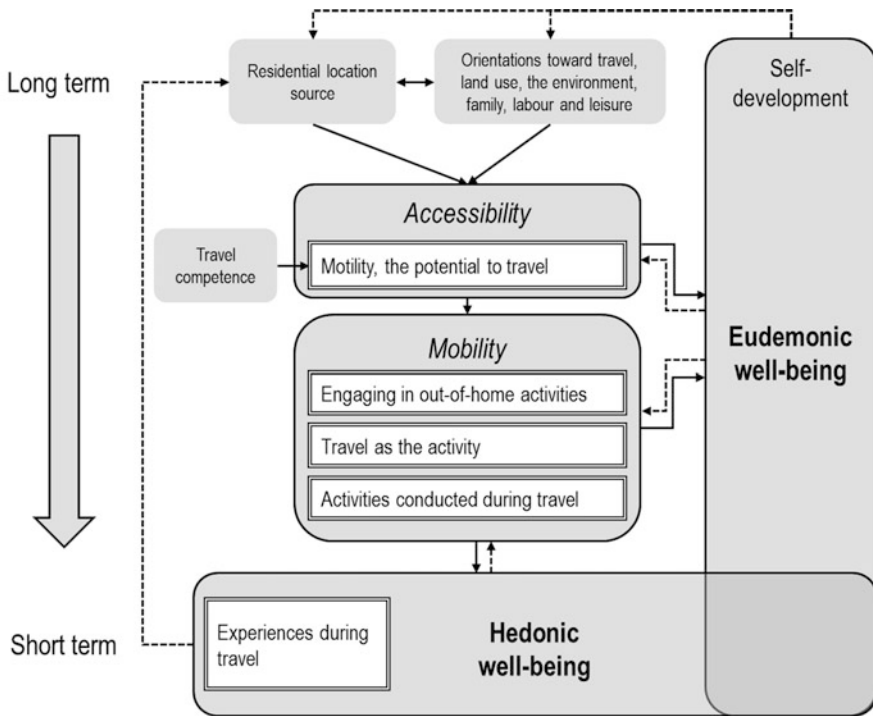 Long term
Residential location
source
Orientations toward travel,
land use, the environment,
family, labour and leisure
Self-
development
Accessibility
Travel
competence
Motility, the potential to travel
Mobility
Engaging in out-of-home activities
Travel as the activity
Activities conducted during travel
Eudemonic
well-being
Short term
Experiences during
travel
Hedonic
well-being